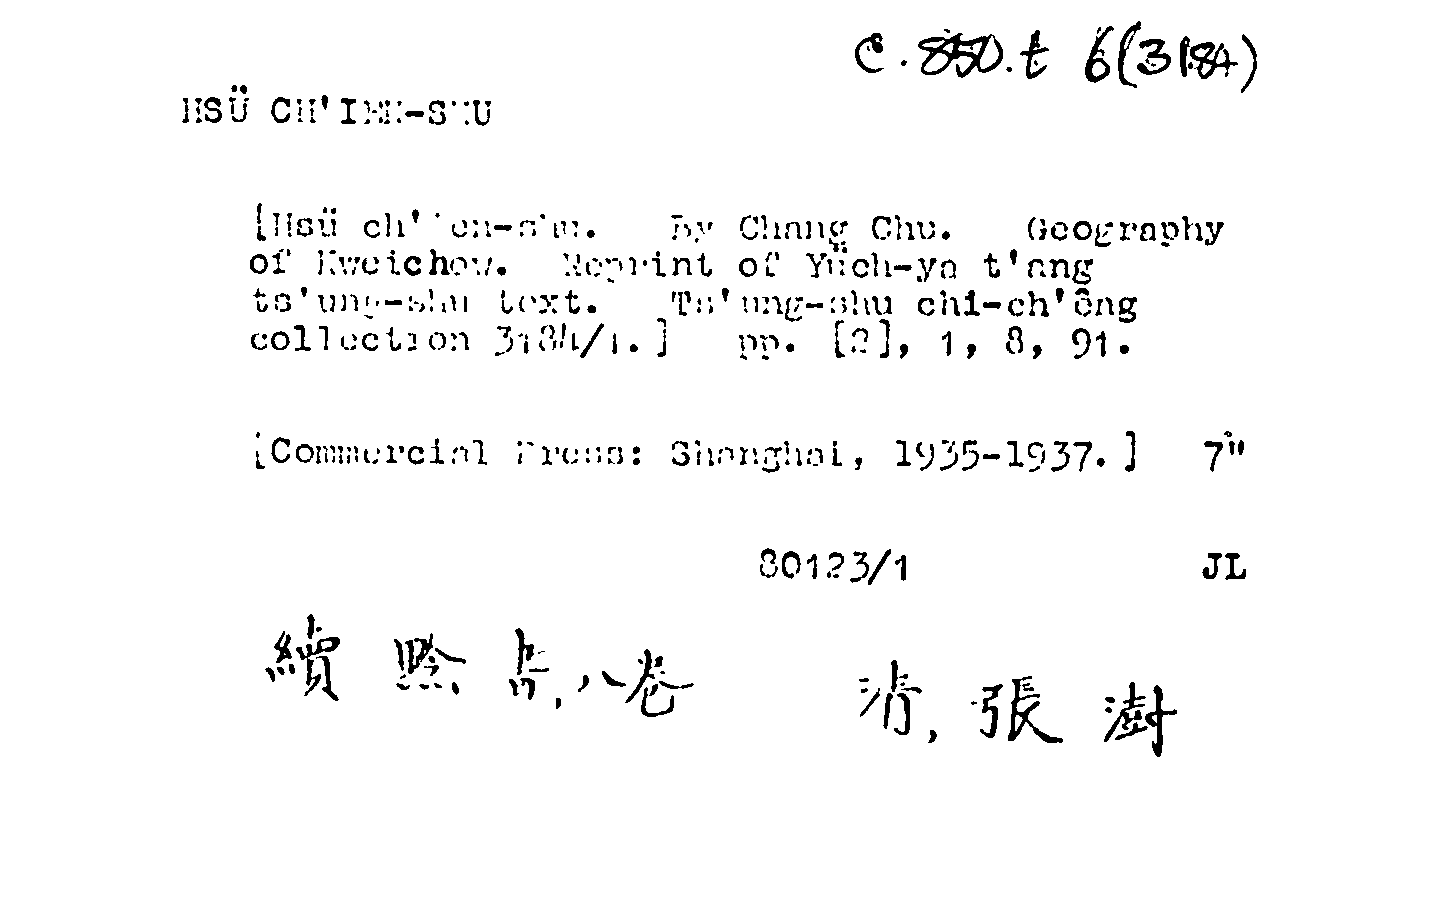 C.850.t 6(3184)
HSÜ CH'IEN-SHU
[Hsü ch'ien-shu. By Chang Chu. Geography
of Kweichow. Reprint of Yüeh-ya t'ang
ts'ung-shu text. Ts'ung-shu chi-ch'êng
collection 3184/1.] pp. [2], 1, 8, 91.
[Commercial Press: Shanghai, 1935-1937.] 7"
80123/1 JL
續 黔 書, 八卷 清, 張 澍